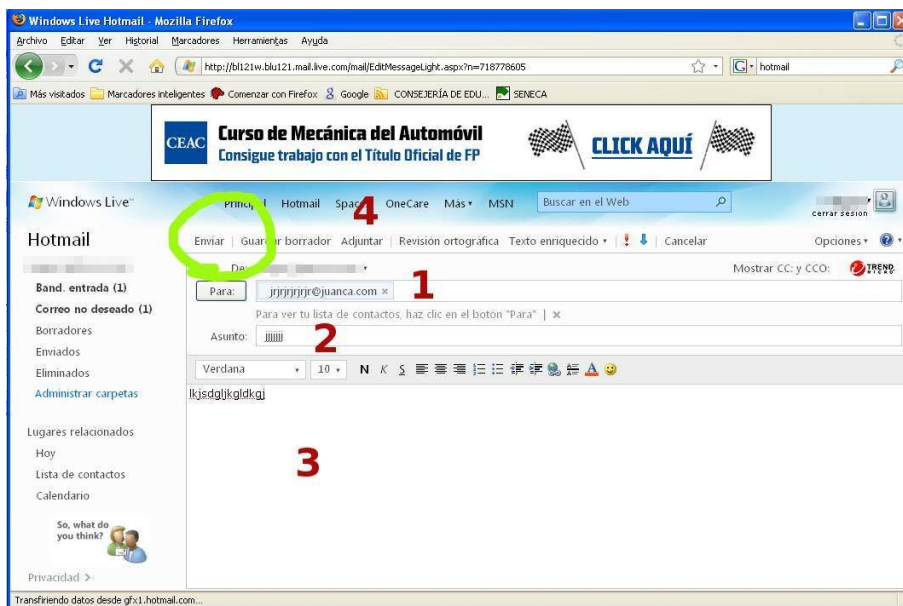 Windows Live Hotmail - Mozilla Firefox
Archivo Editar Ver Historial Marcadores Herramientas Ayuda
http://bl121w.blu121.mail.live.com/mail/EditMessageLight.aspx?n=718778605 G hotmail
Más visitados Marcadores inteligentes Comenzar con Firefox Google CONSEJERÍA DE EDU... SENECA
CEAC Curso de Mecánica del Automóvil
Consigue trabajo con el Título Oficial de FP
CLICK AQUÍ
Windows Live™ Principal Hotmail Spaces OneCare Más MSN Buscar en el Web
cerrar sesión
4
Hotmail
Enviar | Guardar borrador Adjuntar | Revisión ortográfica Texto enriquecido | Cancelar Opciones
De: Mostrar CC: y CCO: TREND MICRO
Band. entrada (1) Para: jrjrjrjrjr@juanca.com × 1
Correo no deseado (1) Para ver tu lista de contactos, haz clic en el botón "Para" | ×
Borradores Asunto: jjjjjjj 2
Enviados
Eliminados Verdana 10 N K S A
Administrar carpetas lkjsdgljkgldkgj
Lugares relacionados
Hoy 3
Lista de contactos
Calendario
So, what do
you think?
Privacidad >
Transfiriendo datos desde gfx1.hotmail.com...